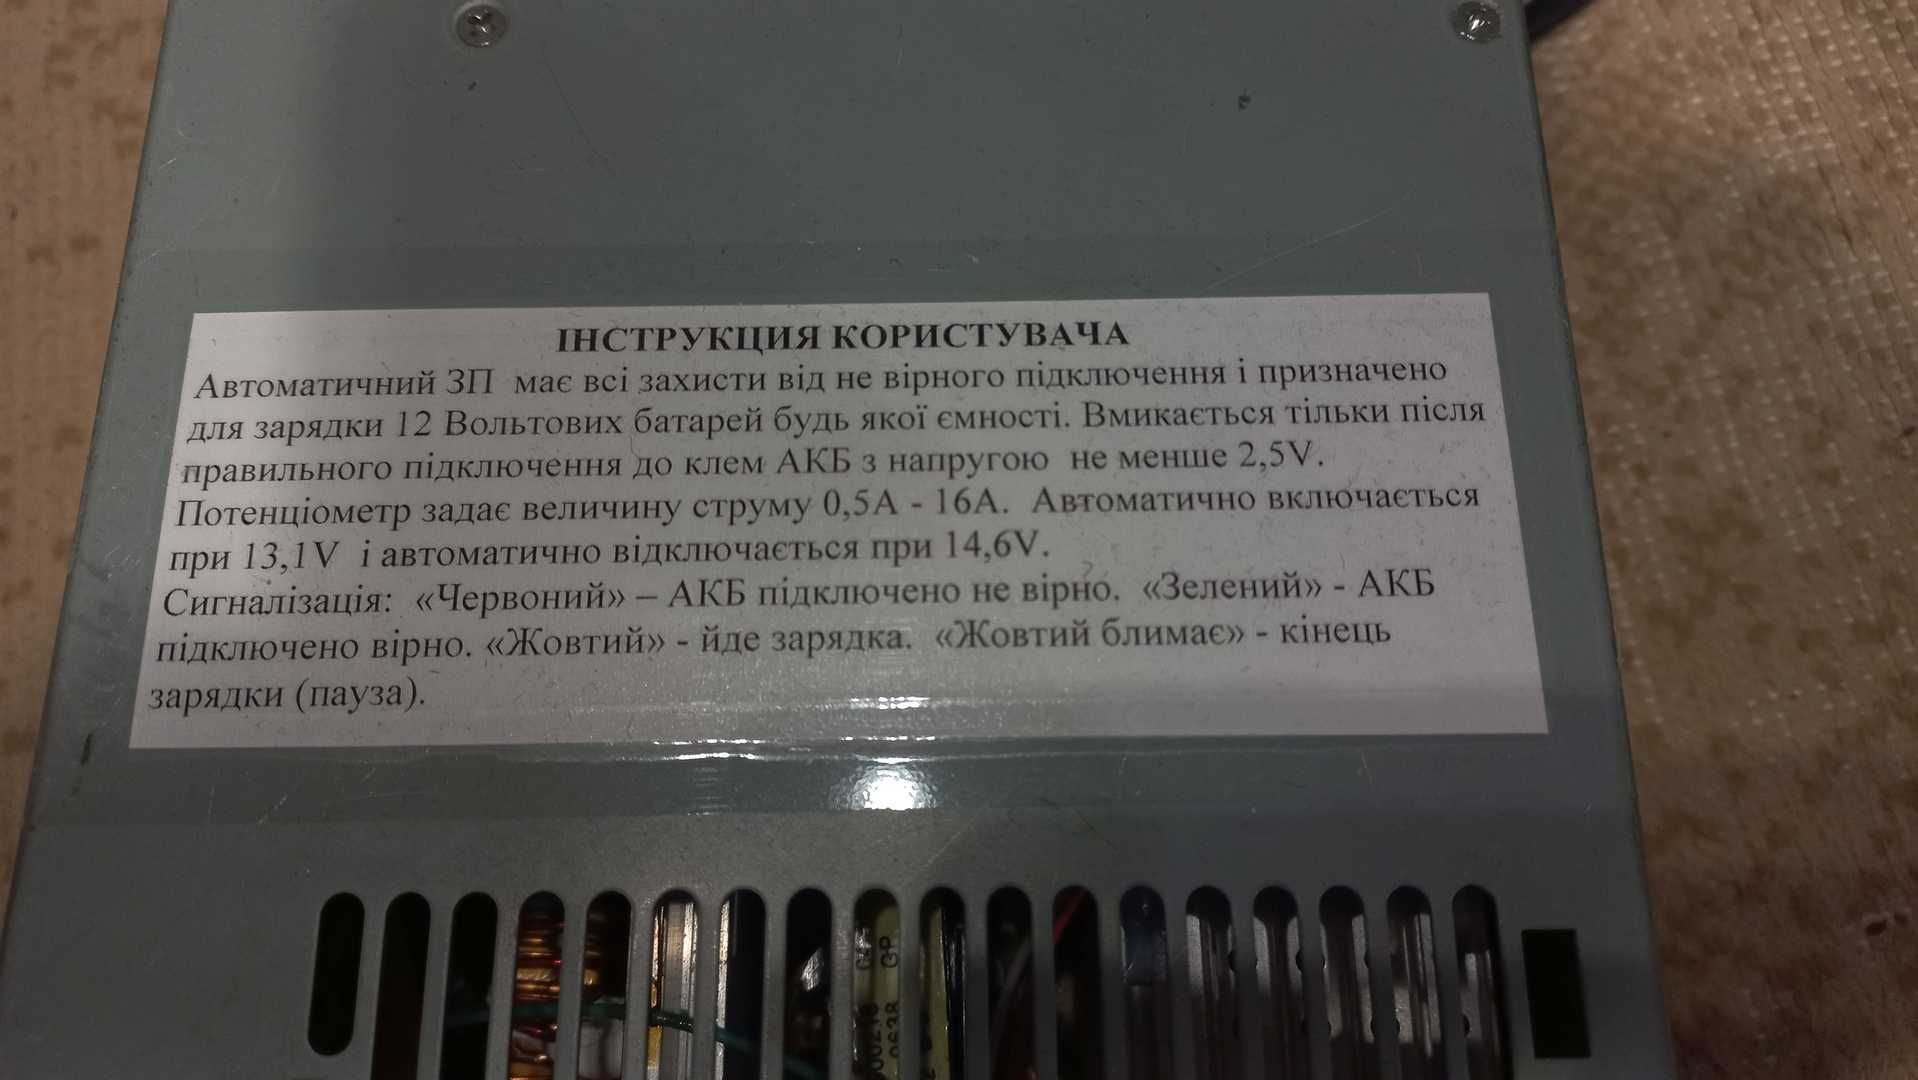 ІНСТРУКЦИЯ КОРИСТУВАЧА
Автоматичний ЗП має всі захисти від не вірного підключення і призначено
для зарядки 12 Вольтових батарей будь якої ємності. Вмикається тільки після
правильного підключення до клем АКБ з напругою не менше 2,5V.
Потенціометр задає величину струму 0,5А - 16А. Автоматично включається
при 13,1V і автоматично відключається при 14,6V.
Сигналізація: «Червоний» – АКБ підключено не вірно. «Зелений» - АКБ
підключено вірно. «Жовтий» - йде зарядка. «Жовтий блимає» - кінець
зарядки (пауза).
GP
0638